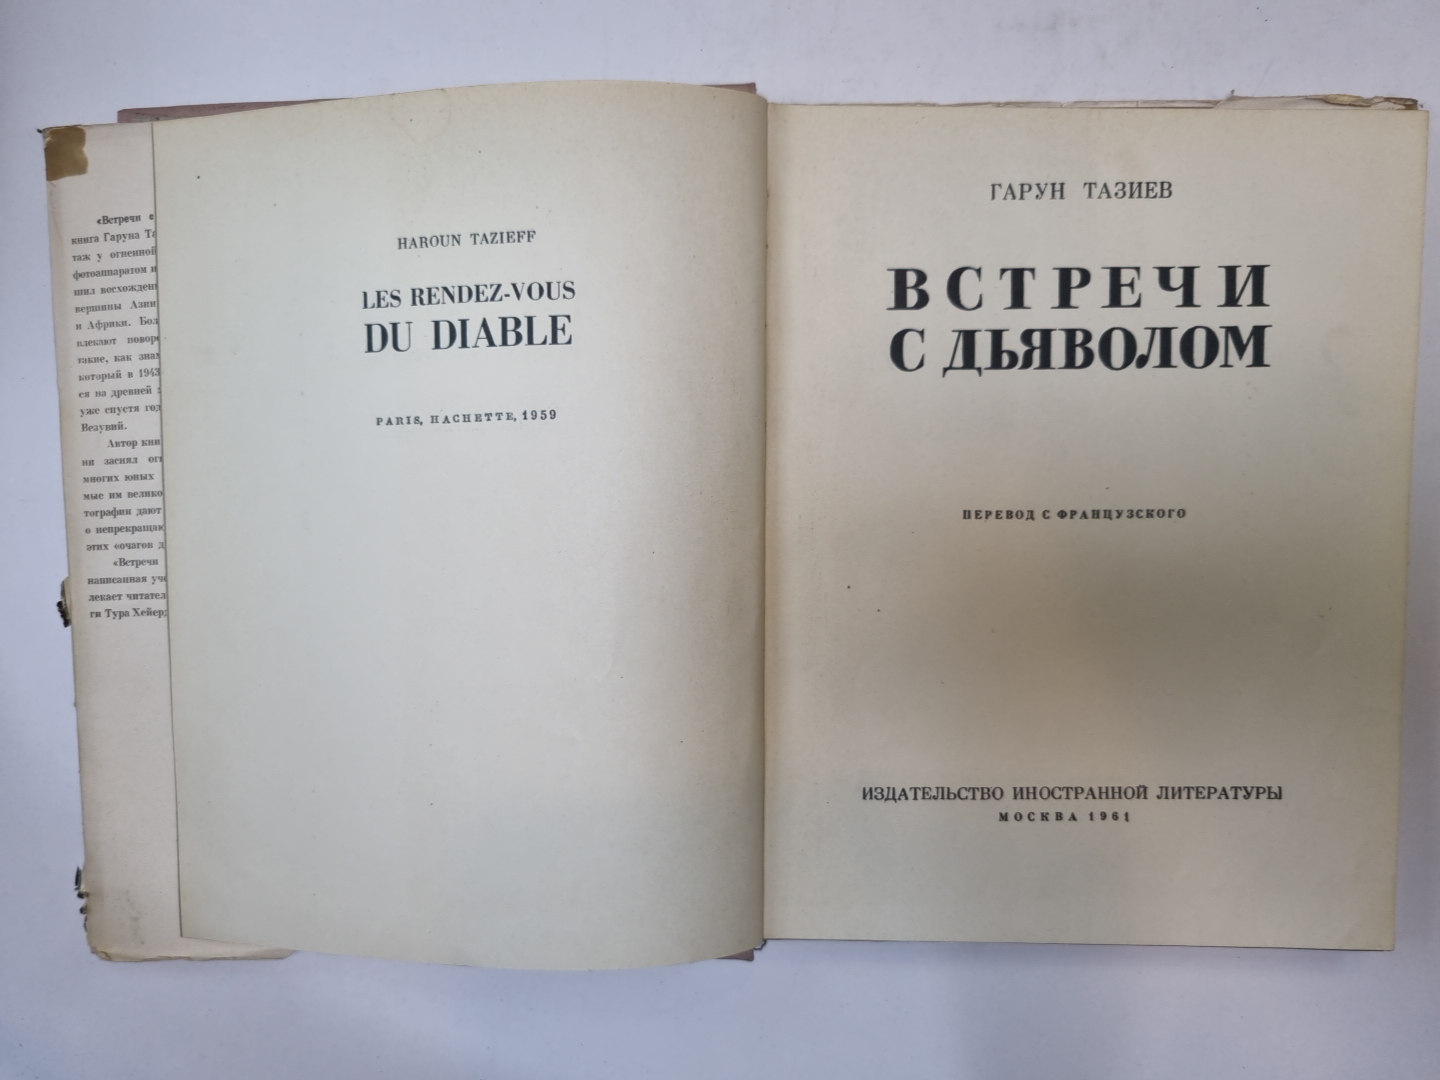 «Встречи с
книга Гаруна Та
таж у огненной
фотоаппаратом и
шил восхожден
вершины Азии
и Африки. Бол
влекают поворо
такие, как знам
который в 1943
ся на древней
уже спустя год
Везувий.
Автор кни
ни заснял ог
многих юных
мые им велико
тографии дают
о непрекращаю
этих «очагов д
«Встречи
написанная уч
лекает читател
ги Тура Хейерд
HAROUN TAZIEFF
LES RENDEZ-VOUS
DU DIABLE
PARIS, HACHETTE, 1959
ГАРУН ТАЗИЕВ
ВСТРЕЧИ
С ДЬЯВОЛОМ
ПЕРЕВОД С ФРАНЦУЗСКОГО
ИЗДАТЕЛЬСТВО ИНОСТРАННОЙ ЛИТЕРАТУРЫ
МОСКВА 1961